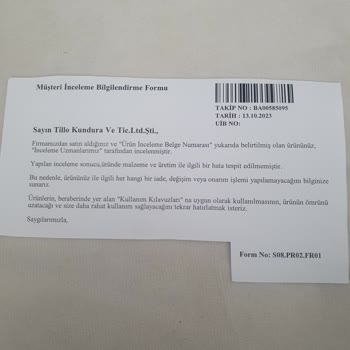 Müşteri İnceleme Bilgilendirme Formu
TAKİP NO : BA00585095
TARİH : 13.10.2023
UİB NO:
Sayın Tillo Kundura Ve Tic.Ltd.Şti.,
Firmamızdan satın aldığınız ve "Ürün İnceleme Belge Numarası" yukarıda belirtilmiş olan ürününüz,
"İnceleme Uzmanlarımız" tarafından incelenmiştir.
Yapılan inceleme sonucu,üründe malzeme ve üretim ile ilgili bir hata tespit edilmemiştir.
Bu nedenle, ürününüz ile ilgili her hangi bir iade, değişim veya onarım işlemi yapılamayacağını bilginize
sunarız.
Ürünlerin, beraberinde yer alan "Kullanım Kılavuzları" na uygun olarak kullanılmasının, ürünün ömrünü
uzatacağı ve size daha rahat kullanım sağlayacağını tekrar hatırlatmak isteriz.
Saygılarımızla,
Form No: S08.PR02.FR01